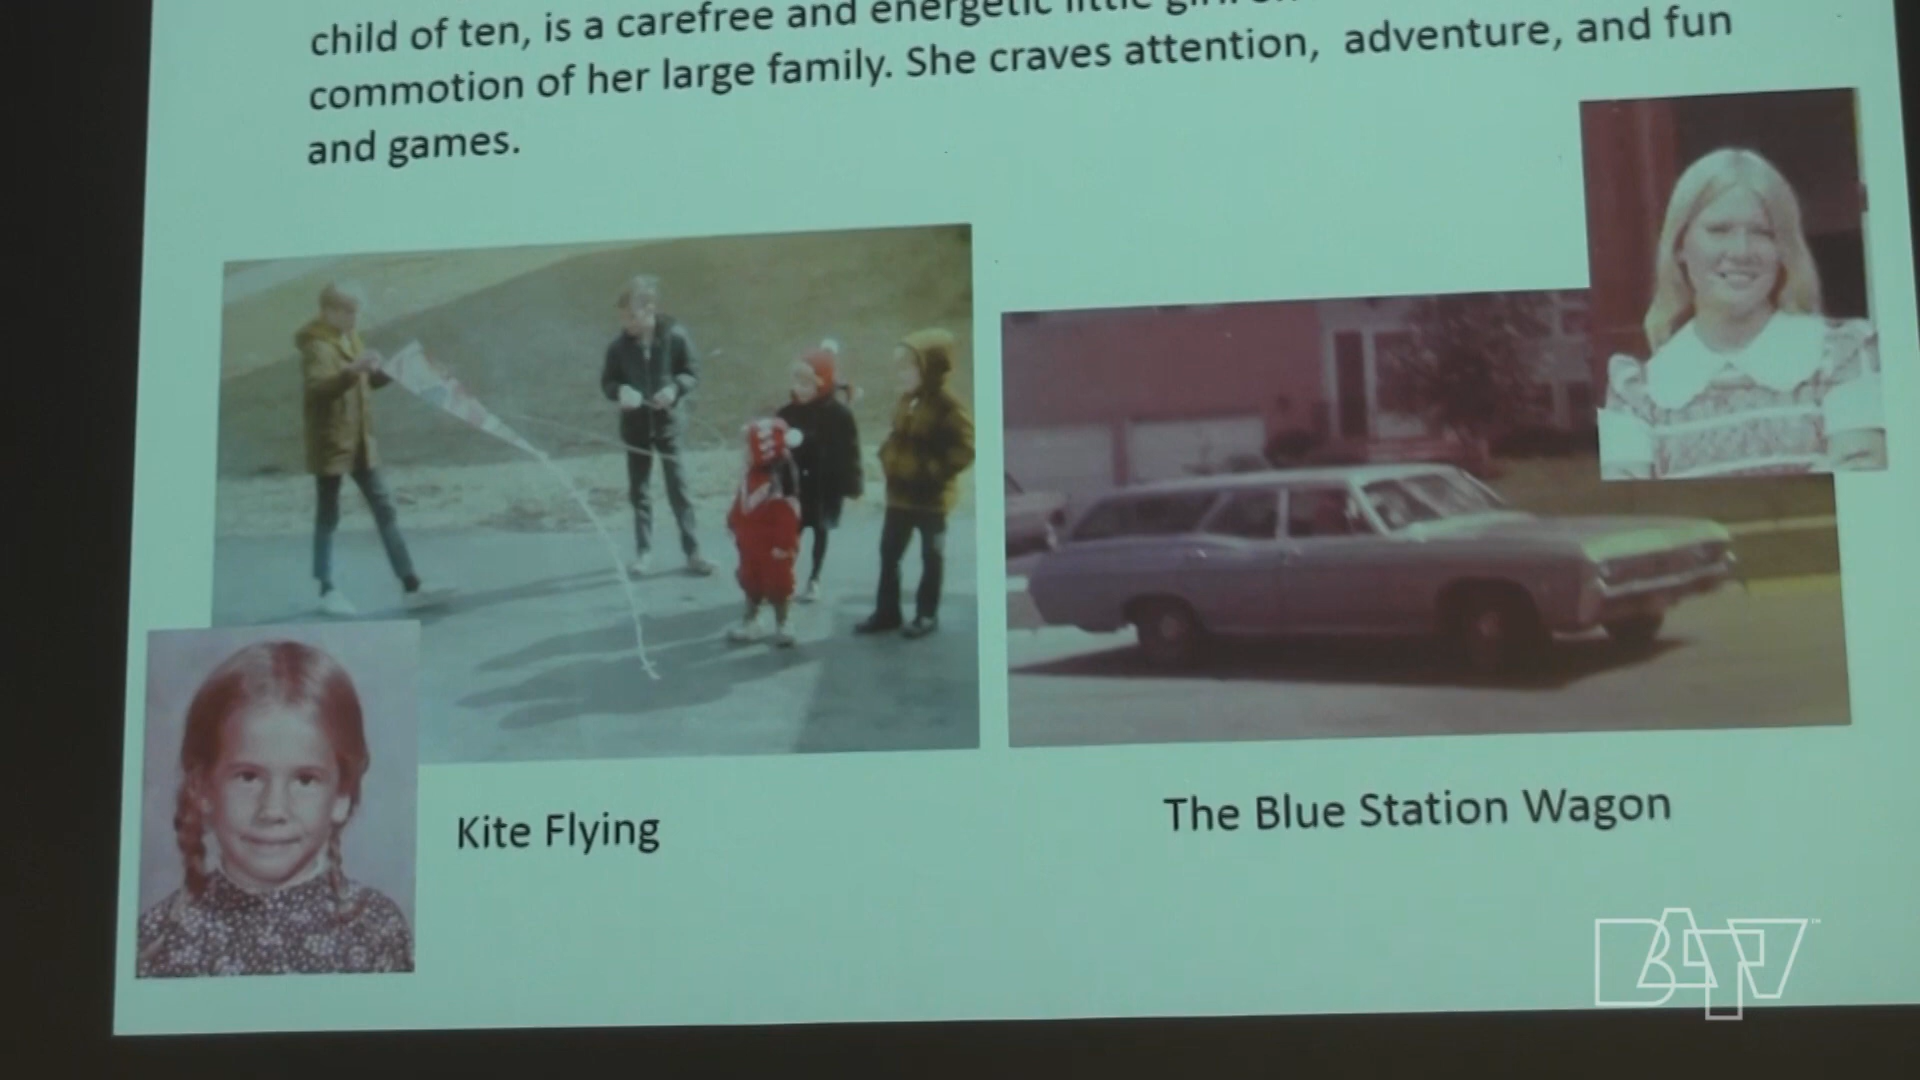 child of ten, is a carefree and energetic little
commotion of her large family. She craves attention, adventure, and fun
and games.
Kite Flying
The Blue Station Wagon
BATV